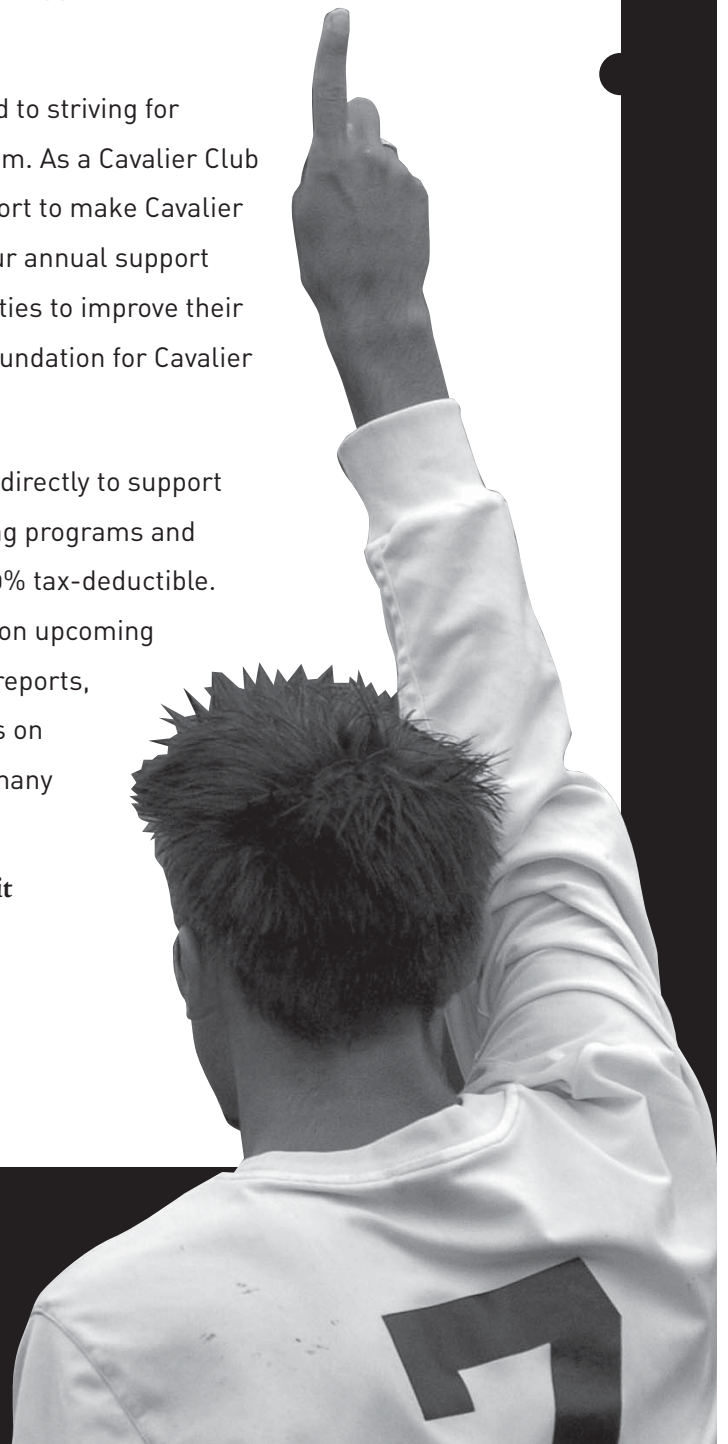 d to striving for
m. As a Cavalier Club
ort to make Cavalier
ur annual support
ties to improve their
undation for Cavalier
directly to support
ng programs and
0% tax-deductible.
on upcoming
reports,
s on
many
it
7